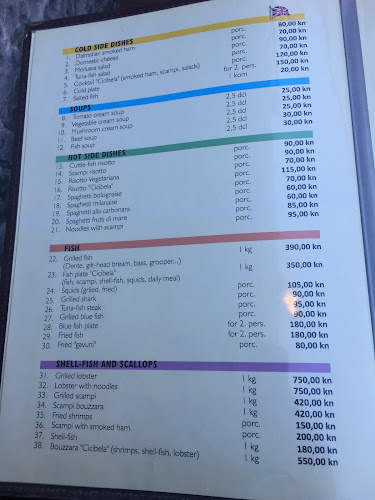 COLD SIDE DISHES
1. Dalmatian smoked ham porc. 80,00 kn
2. Domestic cheese porc. 70,00 kn
3. Medusca salad porc. 90,00 kn
4. Tuna-fish salad porc. 70,00 kn
5. Cocktail "Cicibela" (smoked ham, scampi, salads) porc. 120,00 kn
6. Cold plate for 2. pers. 150,00 kn
7. Salted fish 1 kom 20,00 kn
SOUPS
8. Tomato cream soup 2,5 dcl 25,00 kn
9. Vegetable cream soup 2,5 dcl 25,00 kn
10. Mushroom cream soup 2,5 dcl 25,00 kn
11. Beef soup 2,5 dcl 30,00 kn
12. Fish soup 2,5 dcl 30,00 kn
HOT SIDE DISHES
13. Cuttle-fish risotto porc. 90,00 kn
14. Scampi risotto porc. 90,00 kn
15. Risotto Vegetariana porc. 70,00 kn
16. Risotto "Cicibela" porc. 115,00 kn
17. Spaghetti bolognaise porc. 70,00 kn
18. Spaghetti milanaise porc. 60,00 kn
19. Spaghetti alla carbonara porc. 60,00 kn
20. Spaghetti frutti di mare porc. 85,00 kn
21. Noodles with scampi porc. 95,00 kn
FISH
22. Grilled fish 1 kg 390,00 kn
(Dente, gilt-head bream, bass, grooper...)
23. Fish plate "Cicibela" 1 kg 350,00 kn
(fish, scampi, shell-fish, squids, daily meal)
24. Squids (grilled, fried) porc. 105,00 kn
25. Grilled shark porc. 90,00 kn
26. Tuna-fish steak porc. 95,00 kn
27. Grilled blue fish porc. 90,00 kn
28. Blue fish plate for 2. pers. 180,00 kn
29. Fried fish for 2. pers. 180,00 kn
30. Fried "gavuni" porc. 80,00 kn
SHELL-FISH AND SCALLOPS
31. Grilled lobster 1 kg 750,00 kn
32. Lobster with noodles 1 kg 750,00 kn
33. Grilled scampi 1 kg 420,00 kn
34. Scampi bouzzara 1 kg 420,00 kn
35. Fried shrimps porc. 150,00 kn
36. Scampi with smoked ham porc. 200,00 kn
37. Shell-fish 1 kg 180,00 kn
38. Bouzzara "Cicibela" (shrimps, shell-fish, lobster) 1 kg 550,00 kn